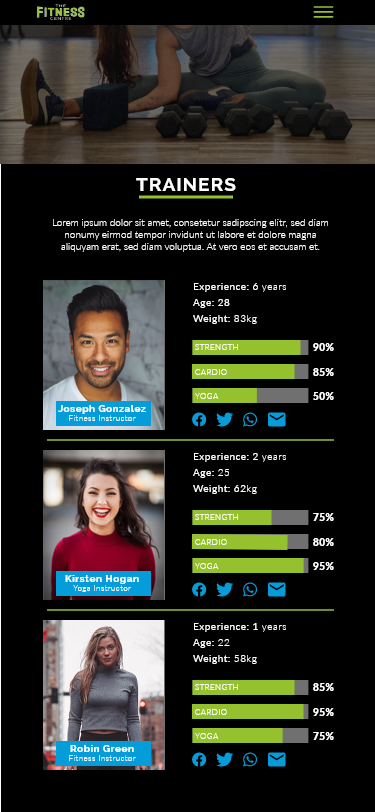 THE
FITNESS
CENTRE
TRAINERS
Lorem ipsum dolor sit amet, consetetur sadipscing elitr, sed diam
nonumy eirmod tempor invidunt ut labore et dolore magna
aliquyam erat, sed diam voluptua. At vero eos et accusam et.
Experience: 6 years
Age: 28
Weight: 83kg
STRENGTH 90%
CARDIO 85%
YOGA 50%
Joseph Gonzalez
Fitness Instructor
Experience: 2 years
Age: 25
Weight: 62kg
STRENGTH 75%
CARDIO 80%
YOGA 95%
Kirsten Hogan
Yoga Instructor
Experience: 1 years
Age: 22
Weight: 58kg
STRENGTH 85%
CARDIO 95%
YOGA 75%
Robin Green
Fitness Instructor